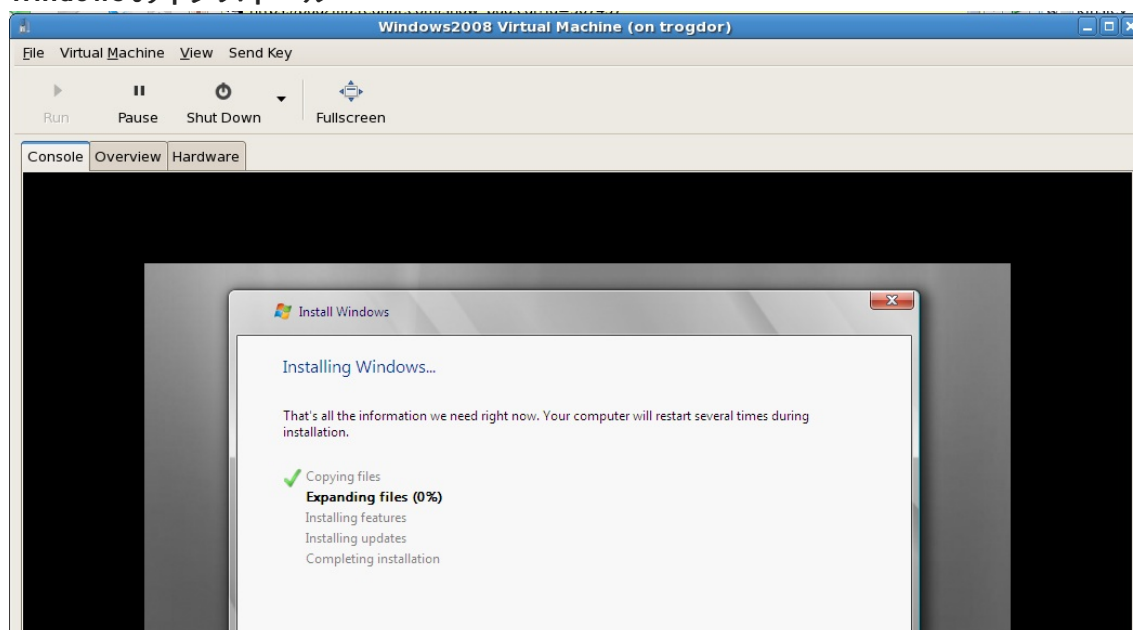 Windows2008 Virtual Machine (on trogdor)
File Virtual Machine View Send Key
Run Pause Shut Down Fullscreen
Console Overview Hardware
Install Windows
Installing Windows...
That's all the information we need right now. Your computer will restart several times during
installation.
Copying files
Expanding files (0%)
Installing features
Installing updates
Completing installation